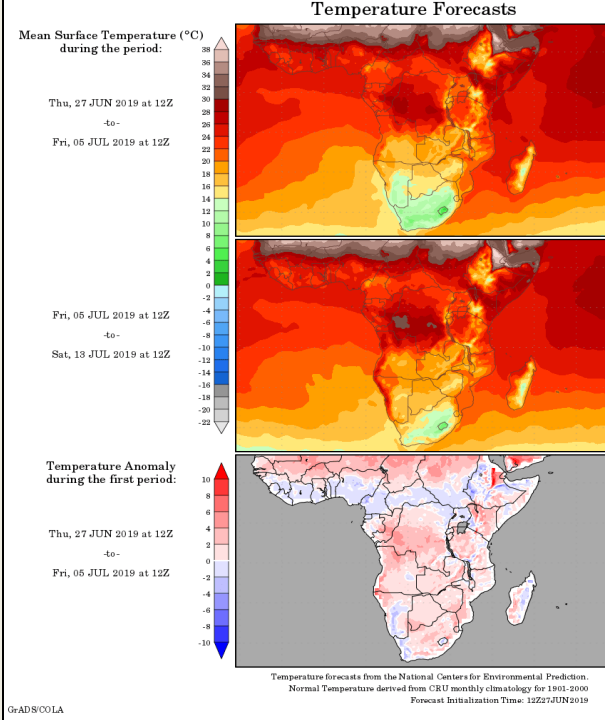 Temperature Forecasts
Mean Surface Temperature (°C)
during the period:
Thu, 27 JUN 2019 at 12Z
-to-
Fri, 05 JUL 2019 at 12Z
38
36
34
32
30
28
26
24
22
20
18
16
14
12
10
8
6
4
2
0
-2
-4
-6
-8
-10
-12
-14
-16
-18
-20
-22
Fri, 05 JUL 2019 at 12Z
-to-
Sat, 13 JUL 2019 at 12Z
Temperature Anomaly
during the first period:
Thu, 27 JUN 2019 at 12Z
-to-
Fri, 05 JUL 2019 at 12Z
10
8
6
4
2
0
-2
-4
-6
-8
-10
Temperature forecasts from the National Centers for Environmental Prediction.
Normal Temperature derived from CRU monthly climatology for 1901-2000
Forecast Initialization Time: 12Z27JUN2019
GrADS/COLA